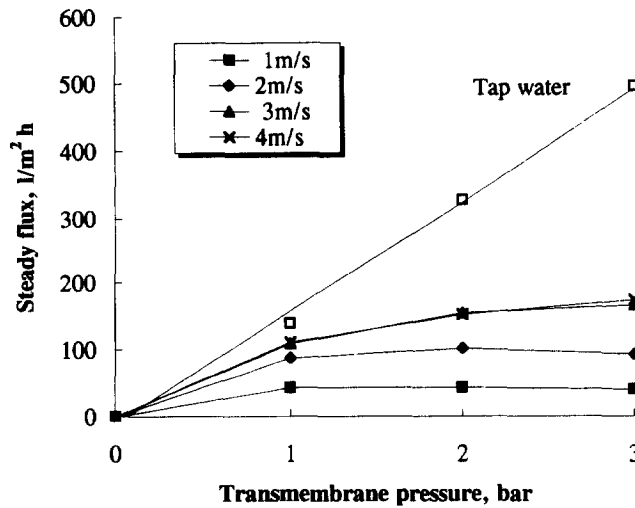 600
500
400
300
200
100
0
Steady flux, l/m² h
1m/s
2m/s
3m/s
4m/s
Tap water
0 1 2 3
Transmembrane pressure, bar